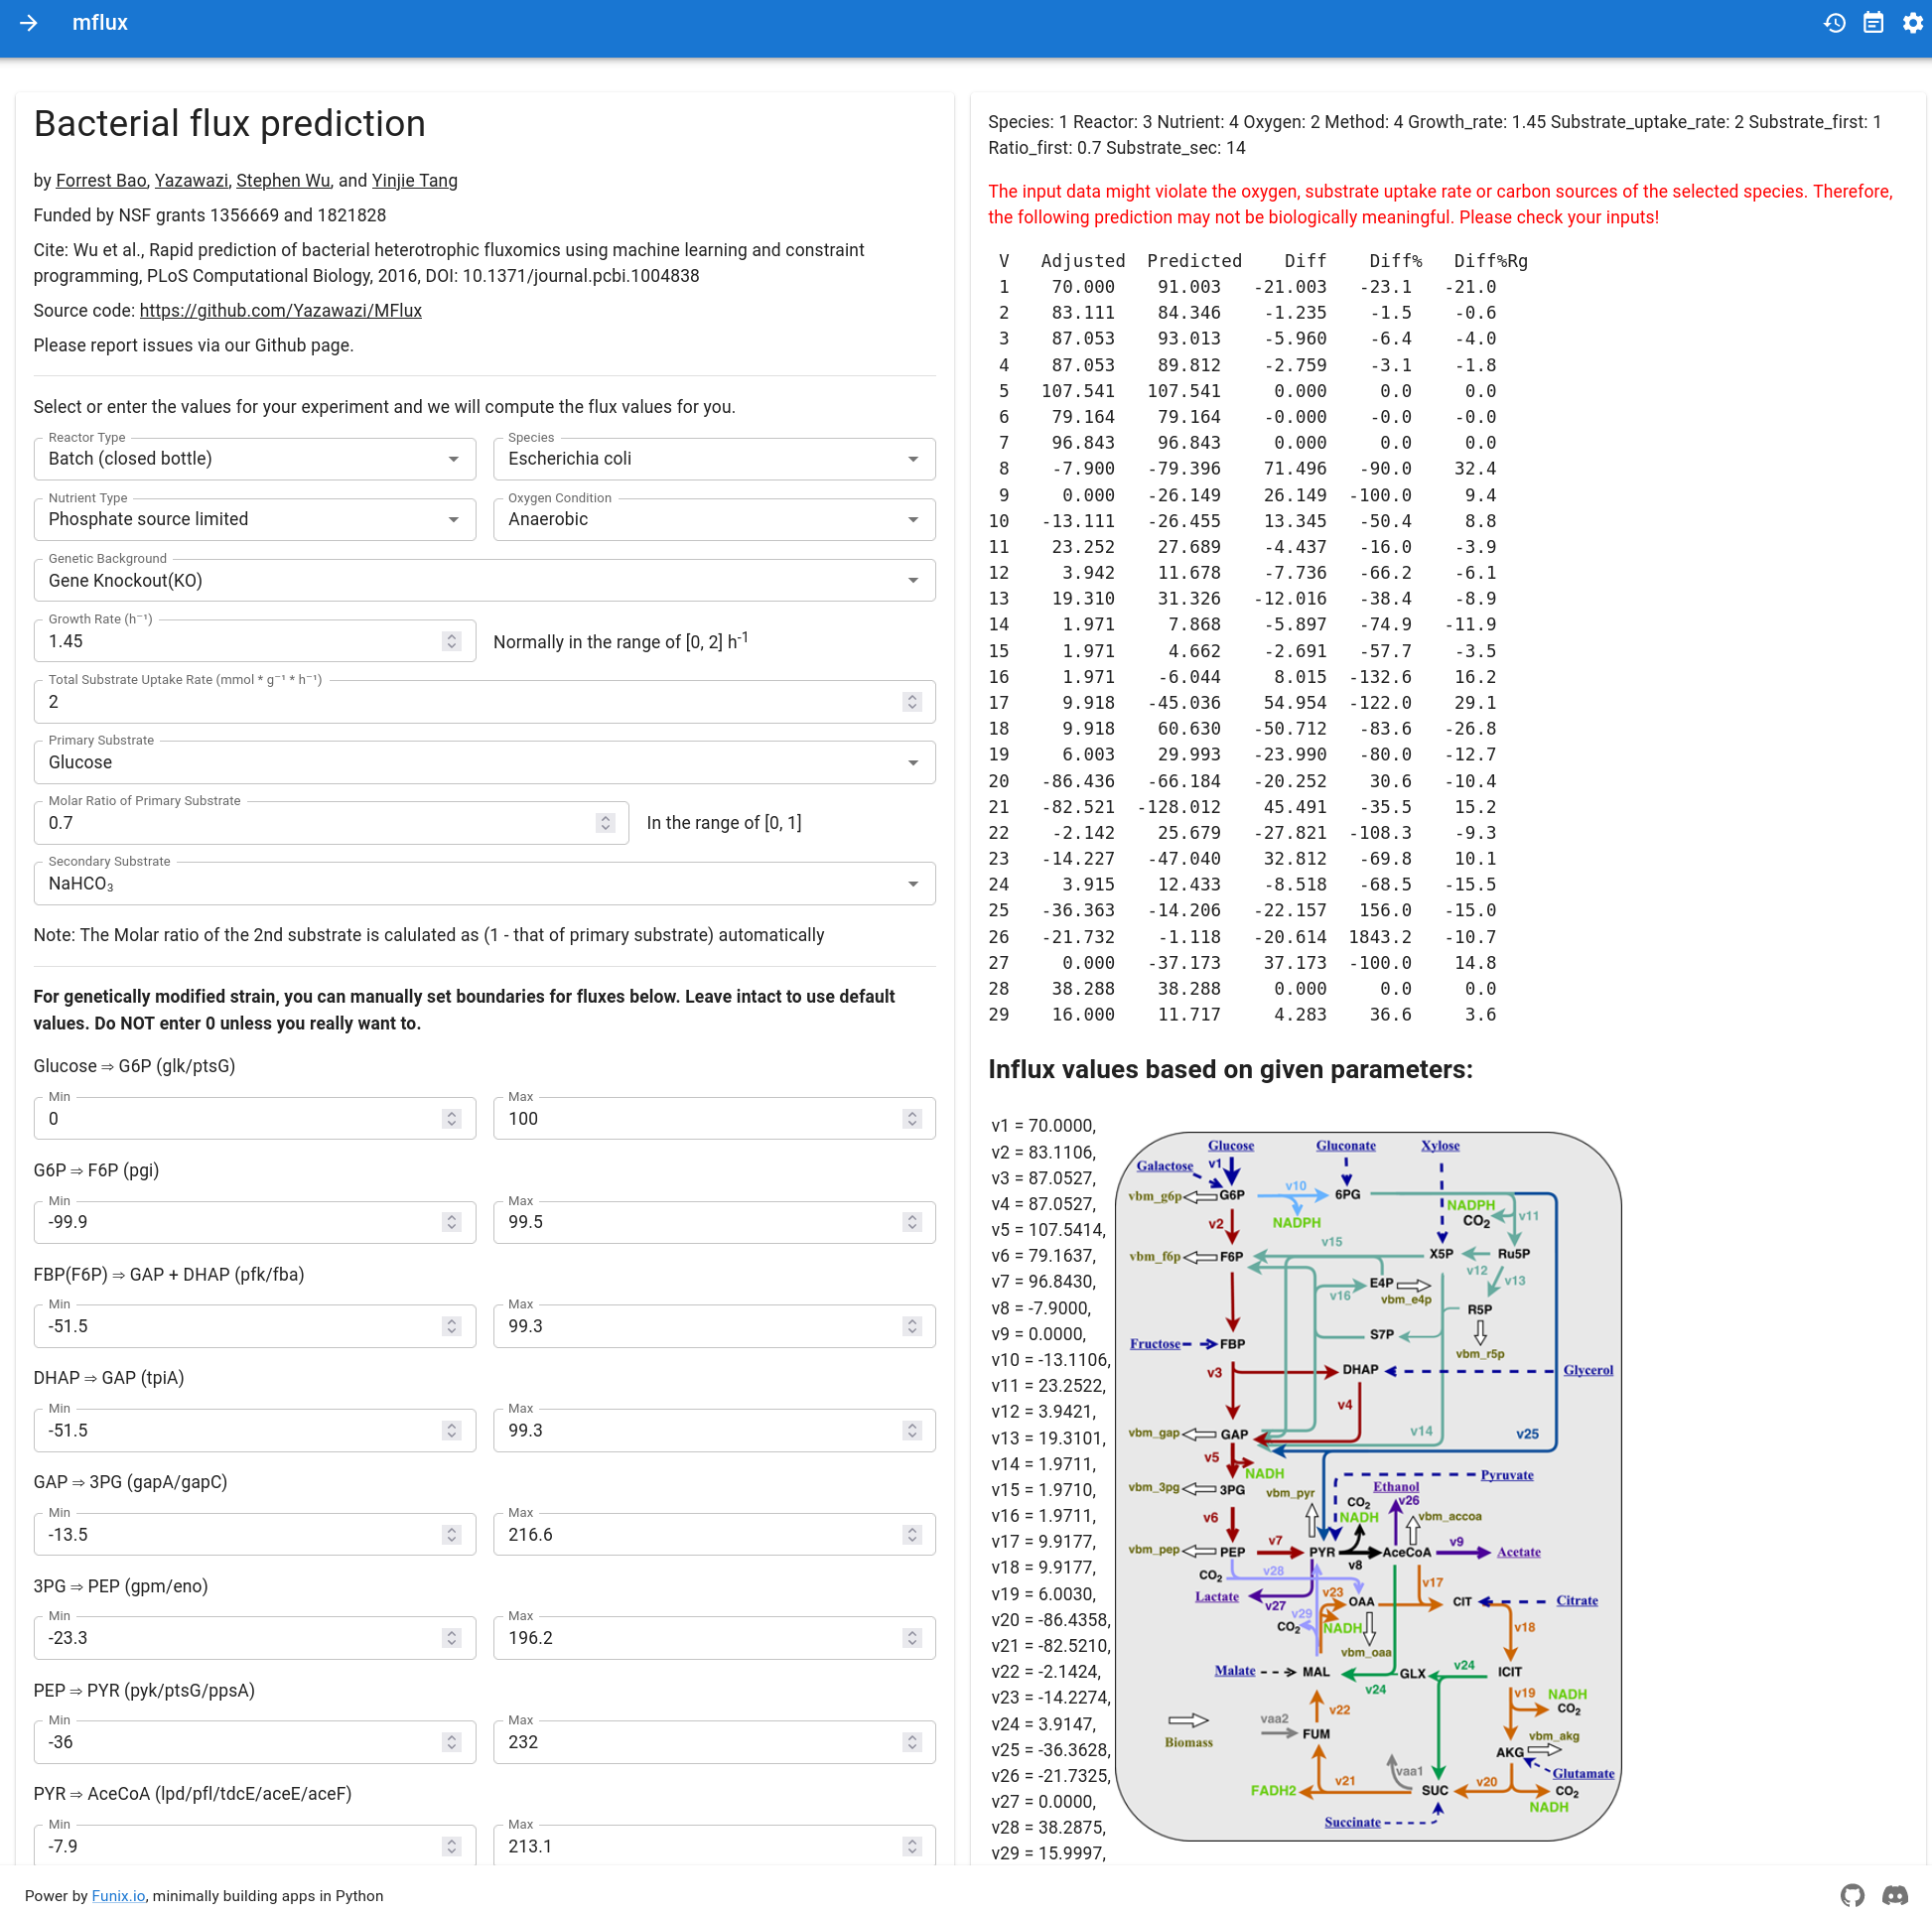 mflux
Bacterial flux prediction
by Forrest Bao, Yazawazi, Stephen Wu, and Yinjie Tang
Funded by NSF grants 1356669 and 1821828
Cite: Wu et al., Rapid prediction of bacterial heterotrophic fluxomics using machine learning and constraint
programming, PLoS Computational Biology, 2016, DOI: 10.1371/journal.pcbi.1004838
Source code: https://github.com/Yazawazi/MFlux
Please report issues via our Github page.
Select or enter the values for your experiment and we will compute the flux values for you.
Reactor Type
Batch (closed bottle)
Species
Escherichia coli
Nutrient Type
Phosphate source limited
Oxygen Condition
Anaerobic
Genetic Background
Gene Knockout(KO)
Growth Rate (h⁻¹)
1.45
Normally in the range of [0, 2] h-1
Total Substrate Uptake Rate (mmol * g⁻¹ * h⁻¹)
2
Primary Substrate
Glucose
Molar Ratio of Primary Substrate
0.7
In the range of [0, 1]
Secondary Substrate
NaHCO₃
Note: The Molar ratio of the 2nd substrate is calulated as (1 - that of primary substrate) automatically
For genetically modified strain, you can manually set boundaries for fluxes below. Leave intact to use default
values. Do NOT enter 0 unless you really want to.
Glucose ⇒ G6P (glk/ptsG)
Min
0
Max
100
G6P ⇒ F6P (pgi)
Min
-99.9
Max
99.5
FBP(F6P) ⇒ GAP + DHAP (pfk/fba)
Min
-51.5
Max
99.3
DHAP ⇒ GAP (tpiA)
Min
-51.5
Max
99.3
GAP ⇒ 3PG (gapA/gapC)
Min
-13.5
Max
216.6
3PG ⇒ PEP (gpm/eno)
Min
-23.3
Max
196.2
PEP ⇒ PYR (pyk/ptsG/ppsA)
Min
-36
Max
232
PYR ⇒ AceCoA (lpd/pfl/tdcE/aceE/aceF)
Min
-7.9
Max
213.1
Species: 1 Reactor: 3 Nutrient: 4 Oxygen: 2 Method: 4 Growth_rate: 1.45 Substrate_uptake_rate: 2 Substrate_first: 1
Ratio_first: 0.7 Substrate_sec: 14
The input data might violate the oxygen, substrate uptake rate or carbon sources of the selected species. Therefore,
the following prediction may not be biologically meaningful. Please check your inputs!
V Adjusted Predicted Diff Diff% Diff%Rg
1 70.000 91.003 -21.003 -23.1 -21.0
2 83.111 84.346 -1.235 -1.5 -0.6
3 87.053 93.013 -5.960 -6.4 -4.0
4 87.053 89.812 -2.759 -3.1 -1.8
5 107.541 107.541 0.000 0.0 0.0
6 79.164 79.164 -0.000 -0.0 -0.0
7 96.843 96.843 0.000 0.0 0.0
8 -7.900 -79.396 71.496 -90.0 32.4
9 0.000 -26.149 26.149 -100.0 9.4
10 -13.111 -26.455 13.345 -50.4 8.8
11 23.252 27.689 -4.437 -16.0 -3.9
12 3.942 11.678 -7.736 -66.2 -6.1
13 19.310 31.326 -12.016 -38.4 -8.9
14 1.971 7.868 -5.897 -74.9 -11.9
15 1.971 4.662 -2.691 -57.7 -3.5
16 1.971 -6.044 8.015 -132.6 16.2
17 9.918 -45.036 54.954 -122.0 29.1
18 9.918 60.630 -50.712 -83.6 -26.8
19 6.003 29.993 -23.990 -80.0 -12.7
20 -86.436 -66.184 -20.252 30.6 -10.4
21 -82.521 -128.012 45.491 -35.5 15.2
22 -2.142 25.679 -27.821 -108.3 -9.3
23 -14.227 -47.040 32.812 -69.8 10.1
24 3.915 12.433 -8.518 -68.5 -15.5
25 -36.363 -14.206 -22.157 156.0 -15.0
26 -21.732 -1.118 -20.614 1843.2 -10.7
27 0.000 -37.173 37.173 -100.0 14.8
28 38.288 38.288 0.000 0.0 0.0
29 16.000 11.717 4.283 36.6 3.6
Influx values based on given parameters:
v1 = 70.0000,
v2 = 83.1106,
v3 = 87.0527,
v4 = 87.0527,
v5 = 107.5414,
v6 = 79.1637,
v7 = 96.8430,
v8 = -7.9000,
v9 = 0.0000,
v10 = -13.1106,
v11 = 23.2522,
v12 = 3.9421,
v13 = 19.3101,
v14 = 1.9711,
v15 = 1.9710,
v16 = 1.9711,
v17 = 9.9177,
v18 = 9.9177,
v19 = 6.0030,
v20 = -86.4358,
v21 = -82.5210,
v22 = -2.1424,
v23 = -14.2274,
v24 = 3.9147,
v25 = -36.3628,
v26 = -21.7325,
v27 = 0.0000,
v28 = 38.2875,
v29 = 15.9997,
Glucose Gluconate Xylose
Galactose v1
vbm_g6p G6P v10 6PG
NADPH
NADPH
CO2 v11
v2
v15
vbm_f6p F6P X5P Ru5P
v12
E4P v13
v16 vbm_e4p
R5P
S7P
vbm_r5p
Fructose FBP
v3 DHAP Glycerol
v4
vbm_gap GAP v14 v25
v5
NADH
Pyruvate
vbm_3pg 3PG vbm_pyr Ethanol
CO2 v26
v6 NADH vbm_accoa
vbm_pep PEP v7 PYR v8 AceCoA v9 Acetate
CO2 v28 v17
Lactate v27 v23 OAA CIT Citrate
v29
CO2 NADH v18
vbm_oaa
Malate MAL GLX v24 ICIT
v24
v19 NADH
CO2
v22
vaa2
FUM
Biomass
vbm_akg
AKG
Glutamate
vaa1
FADH2 v21 SUC v20 CO2
NADH
Succinate
Power by Funix.io, minimally building apps in Python